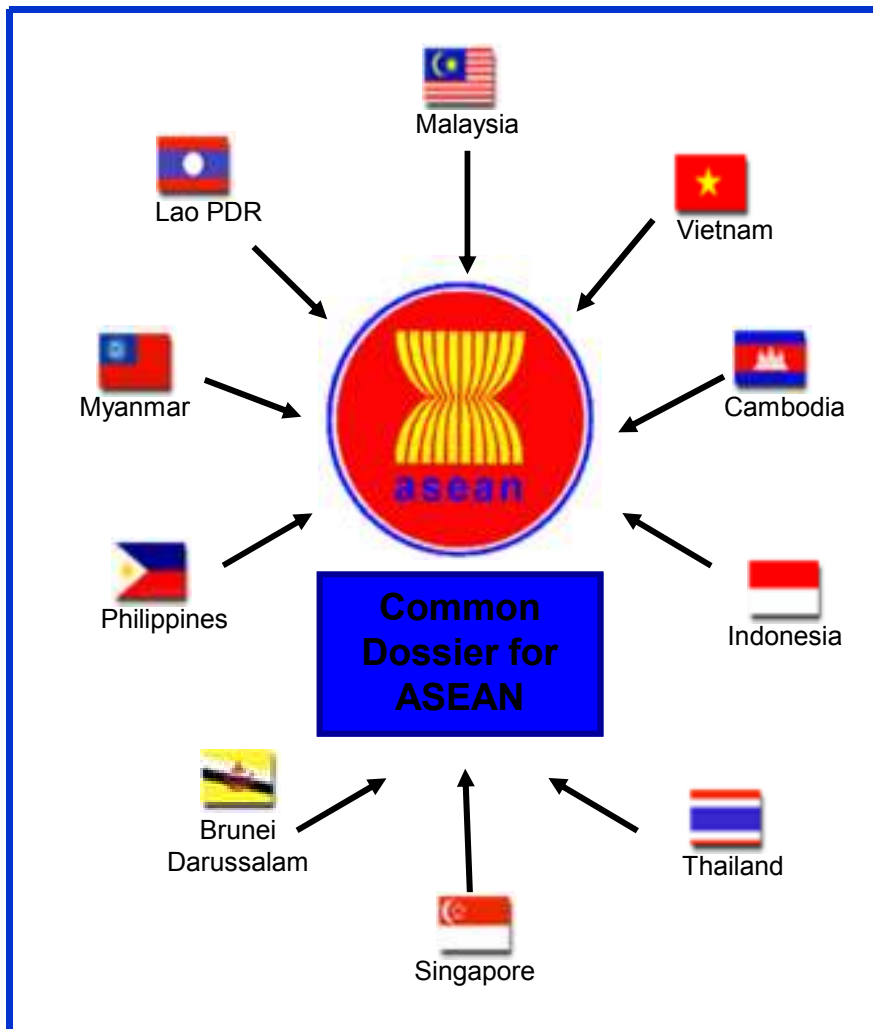 Malaysia
Lao PDR
Vietnam
Myanmar
Cambodia
asean
Philippines
Indonesia
Common
Dossier for
ASEAN
Brunei
Darussalam
Thailand
Singapore